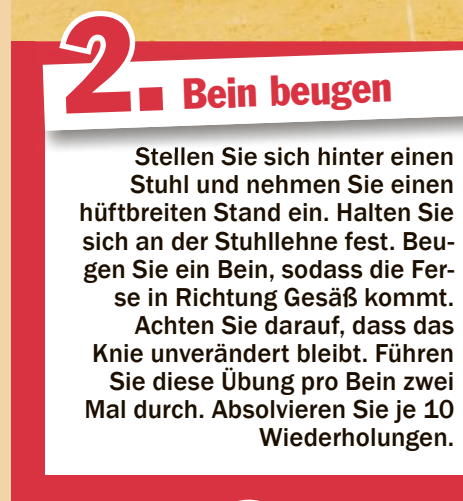 2. Bein beugen
Stellen Sie sich hinter einen
Stuhl und nehmen Sie einen
hüftbreiten Stand ein. Halten Sie
sich an der Stuhllehne fest. Beu-
gen Sie ein Bein, sodass die Fer-
se in Richtung Gesäß kommt.
Achten Sie darauf, dass das
Knie unverändert bleibt. Führen
Sie diese Übung pro Bein zwei
Mal durch. Absolvieren Sie je 10
Wiederholungen.